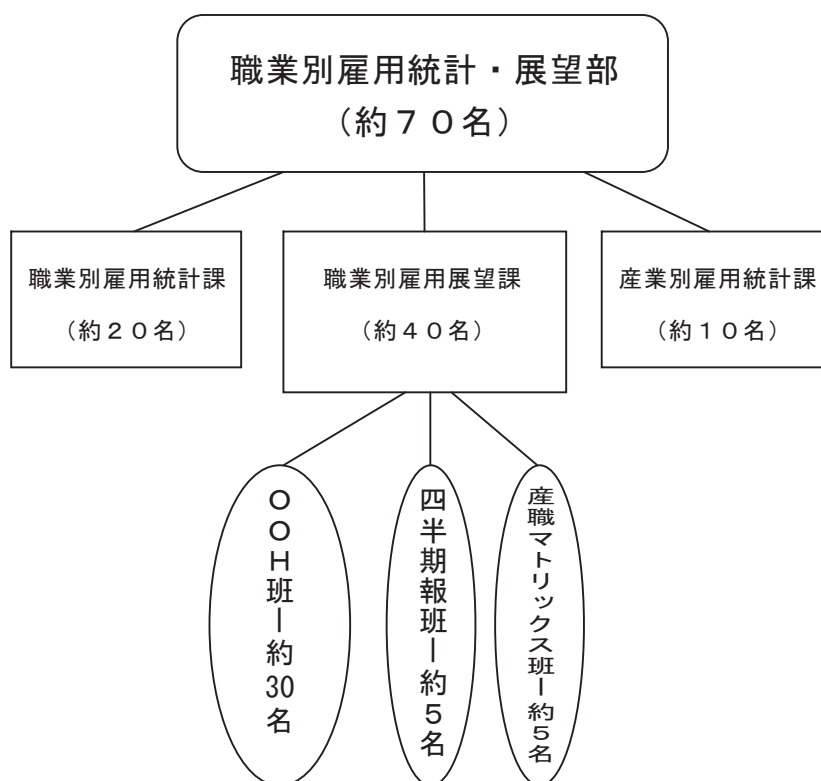 職業別雇用統計・展望部
（約７０名）
職業別雇用統計課
（約２０名）
職業別雇用展望課
（約４０名）
産業別雇用統計課
（約１０名）
ＯＯＨ班ー約30名
四半期報班ー約５名
産職マトリックス班ー約５名